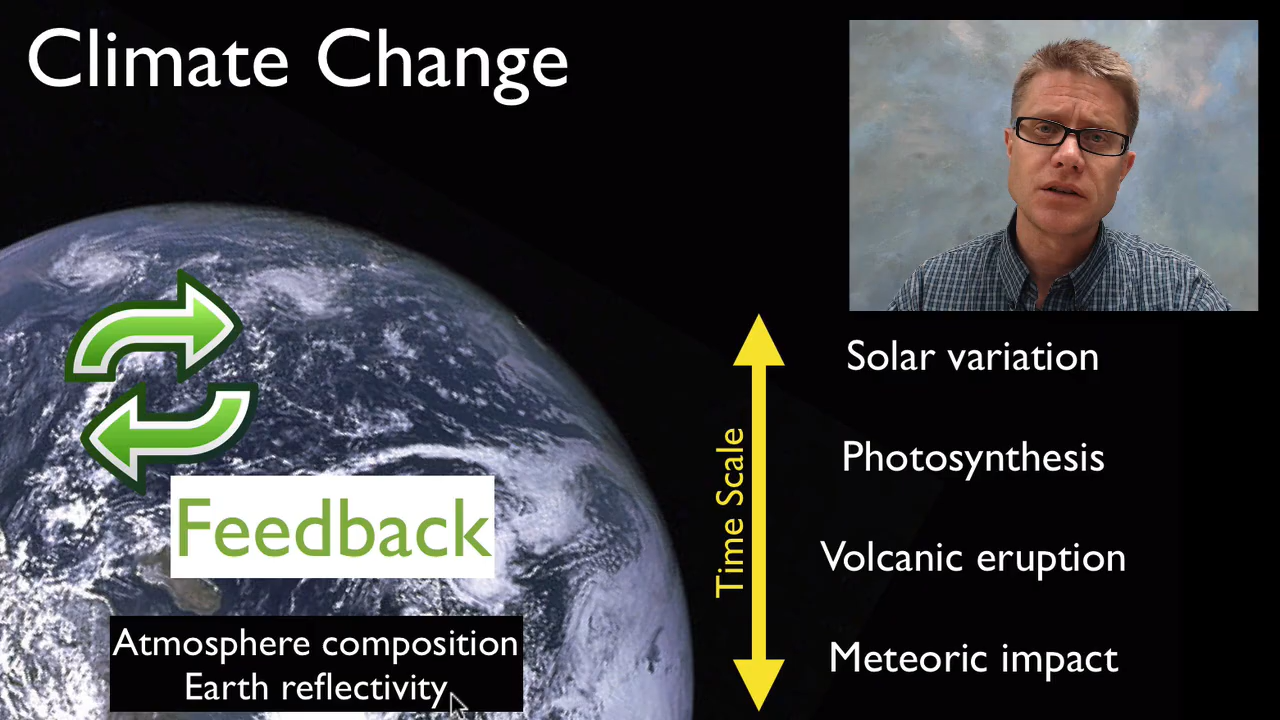 Climate Change
Solar variation
Photosynthesis
Time Scale
Volcanic eruption
Meteoric impact
Feedback
Atmosphere composition
Earth reflectivity